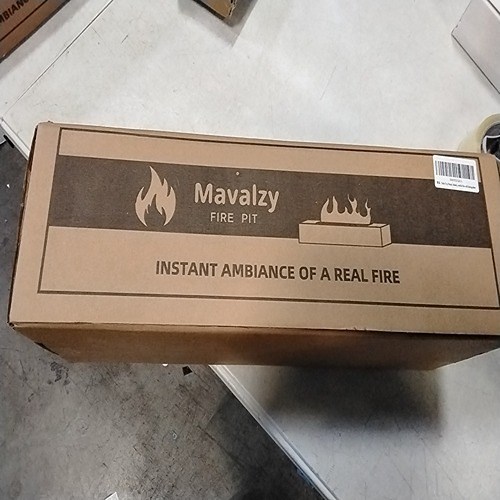 Mavalzy
FIRE PIT
INSTANT AMBIANCE OF A REAL FIRE